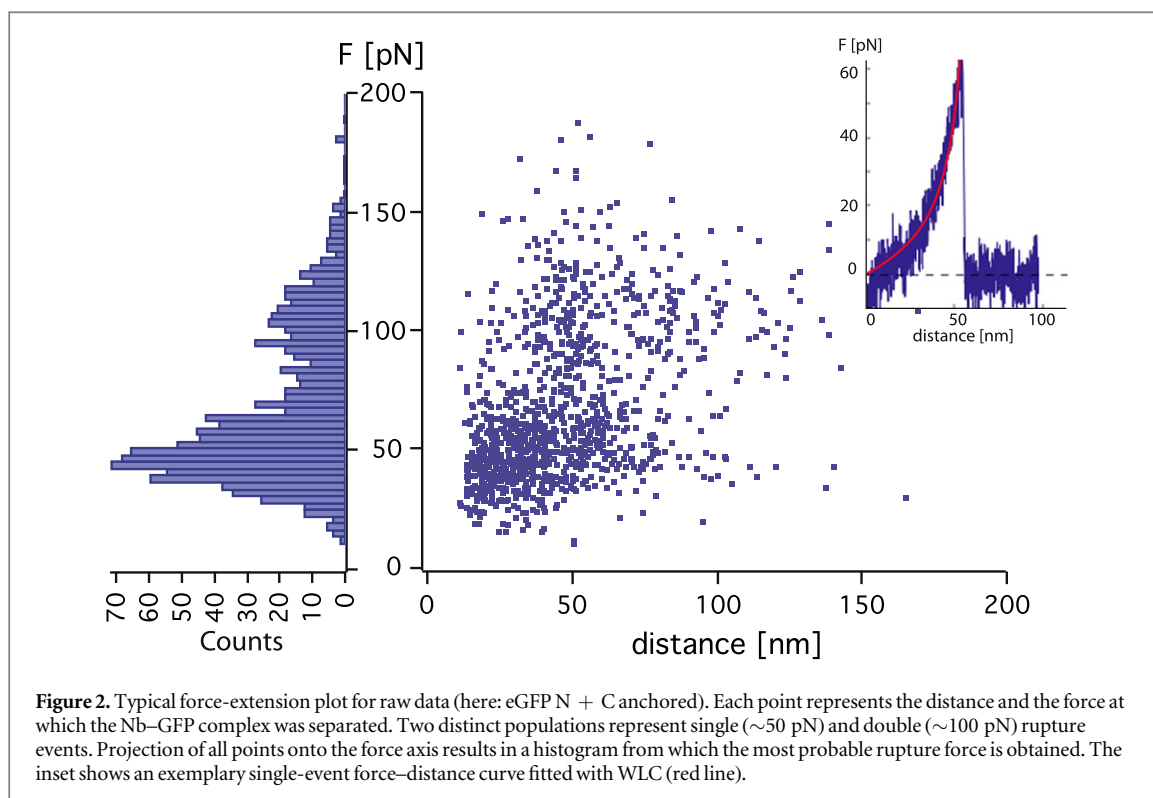 F [pN]
200
150
100
50
0
70
60
50
40
30
20
10
0
Counts
0
50
100
150
200
distance [nm]
F [pN]
60
40
20
0
0
50
100
distance [nm]
Figure 2. Typical force-extension plot for raw data (here: eGFP N + C anchored). Each point represents the distance and the force at
which the Nb–GFP complex was separated. Two distinct populations represent single (∼50 pN) and double (∼100 pN) rupture
events. Projection of all points onto the force axis results in a histogram from which the most probable rupture force is obtained. The
inset shows an exemplary single-event force–distance curve fitted with WLC (red line).